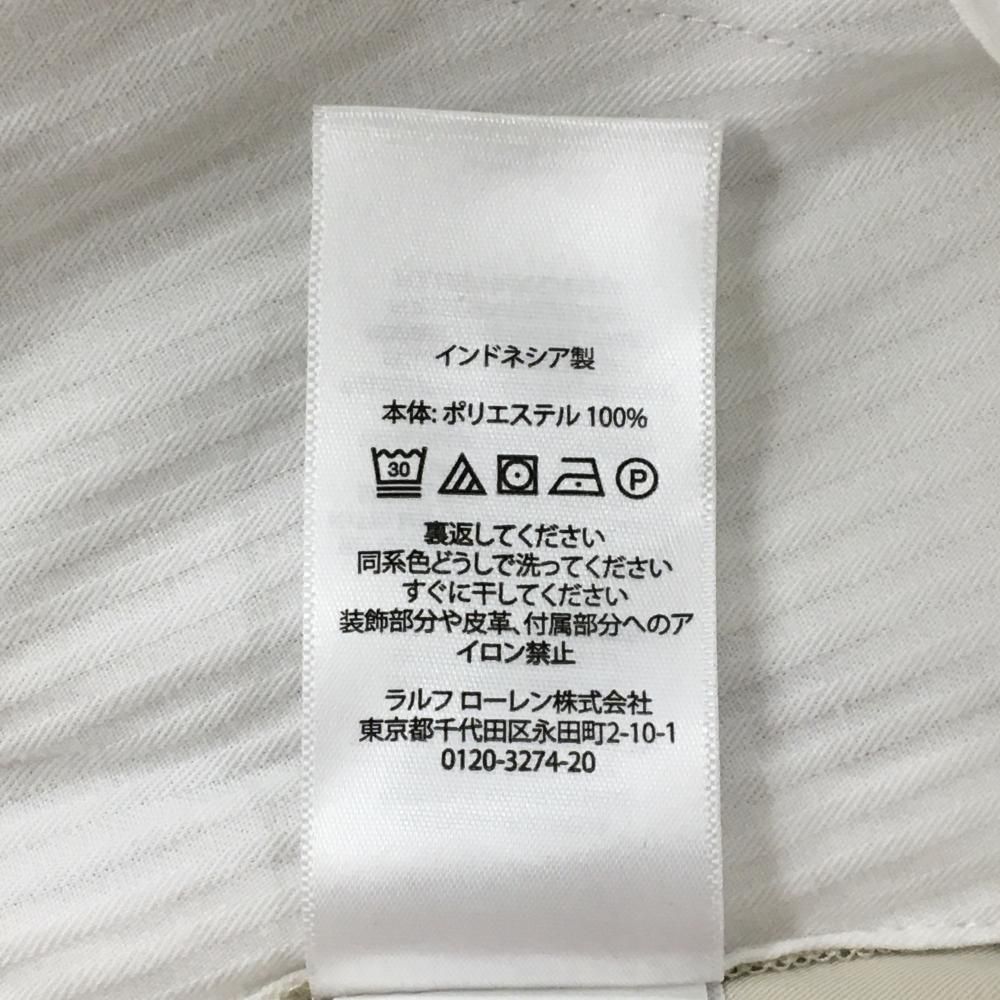 インドネシア製
本体: ポリエステル 100%
30 P
裏返してください
同系色どうしで洗ってください
すぐに干してください
装飾部分や皮革、付属部分へのア
イロン禁止
ラルフ ローレン株式会社
東京都千代田区永田町2-10-1
0120-3274-20